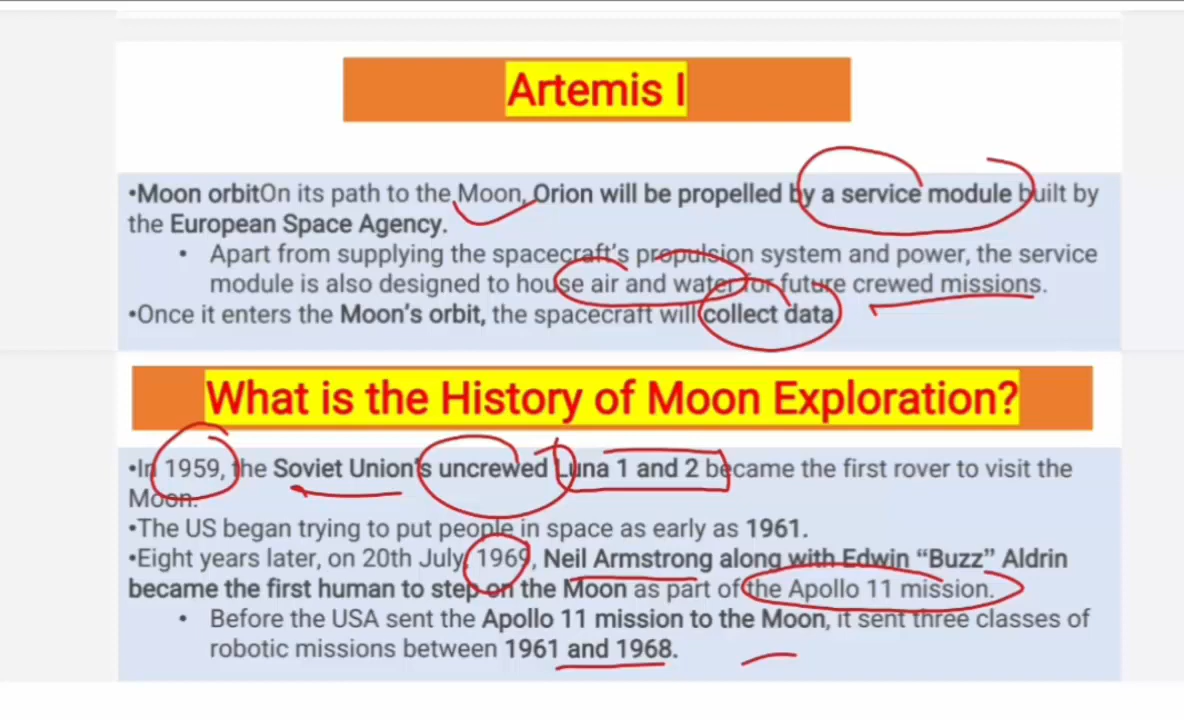 Artemis I
•Moon orbitOn its path to the Moon, Orion will be propelled by a service module built by
the European Space Agency.
• Apart from supplying the spacecraft's propulsion system and power, the service
module is also designed to house air and water for future crewed missions.
•Once it enters the Moon's orbit, the spacecraft will collect data
What is the History of Moon Exploration?
•In 1959, the Soviet Union's uncrewed Luna 1 and 2 became the first rover to visit the
Moon.
•The US began trying to put people in space as early as 1961.
•Eight years later, on 20th July, 1969, Neil Armstrong along with Edwin “Buzz” Aldrin
became the first human to step on the Moon as part of the Apollo 11 mission.
• Before the USA sent the Apollo 11 mission to the Moon, it sent three classes of
robotic missions between 1961 and 1968.